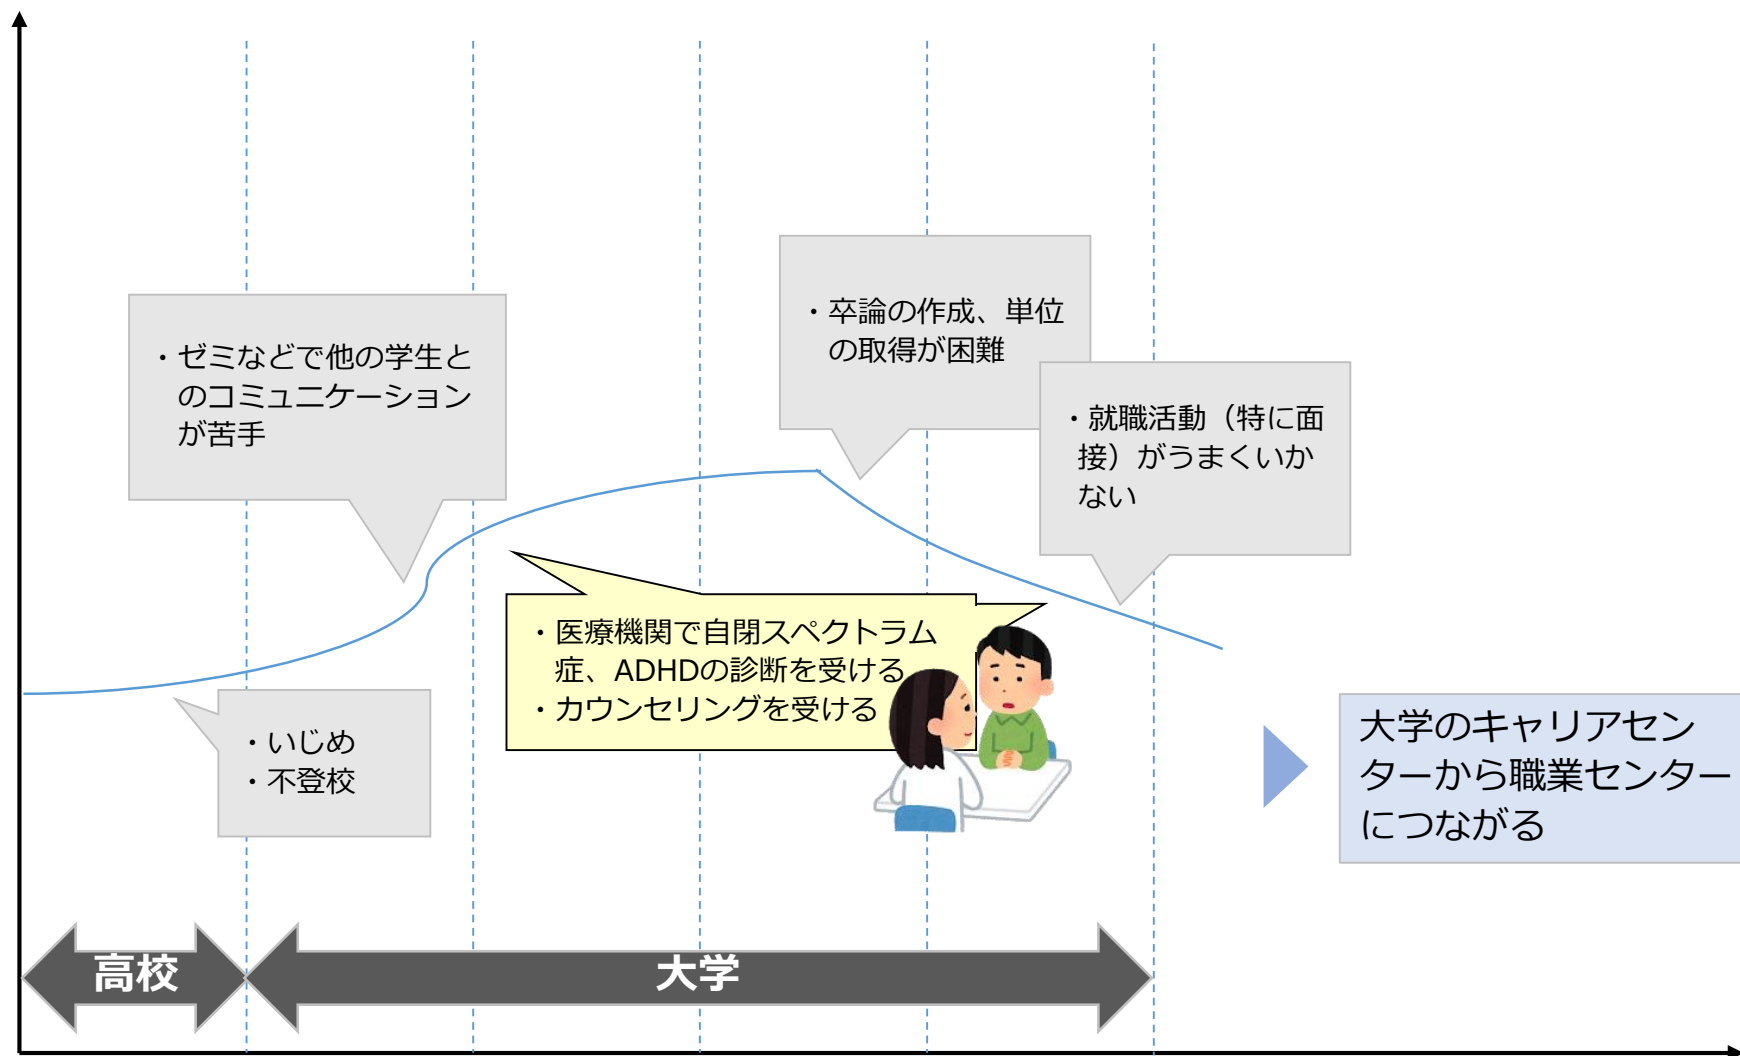 ・ゼミなどで他の学生と
のコミュニケーション
が苦手
・卒論の作成、単位
の取得が困難
・就職活動（特に面
接）がうまくいか
ない
・医療機関で自閉スペクトラム
症、ADHDの診断を受ける
・カウンセリングを受ける
・いじめ
・不登校
大学のキャリアセン
ターから職業センター
につながる
高校
大学